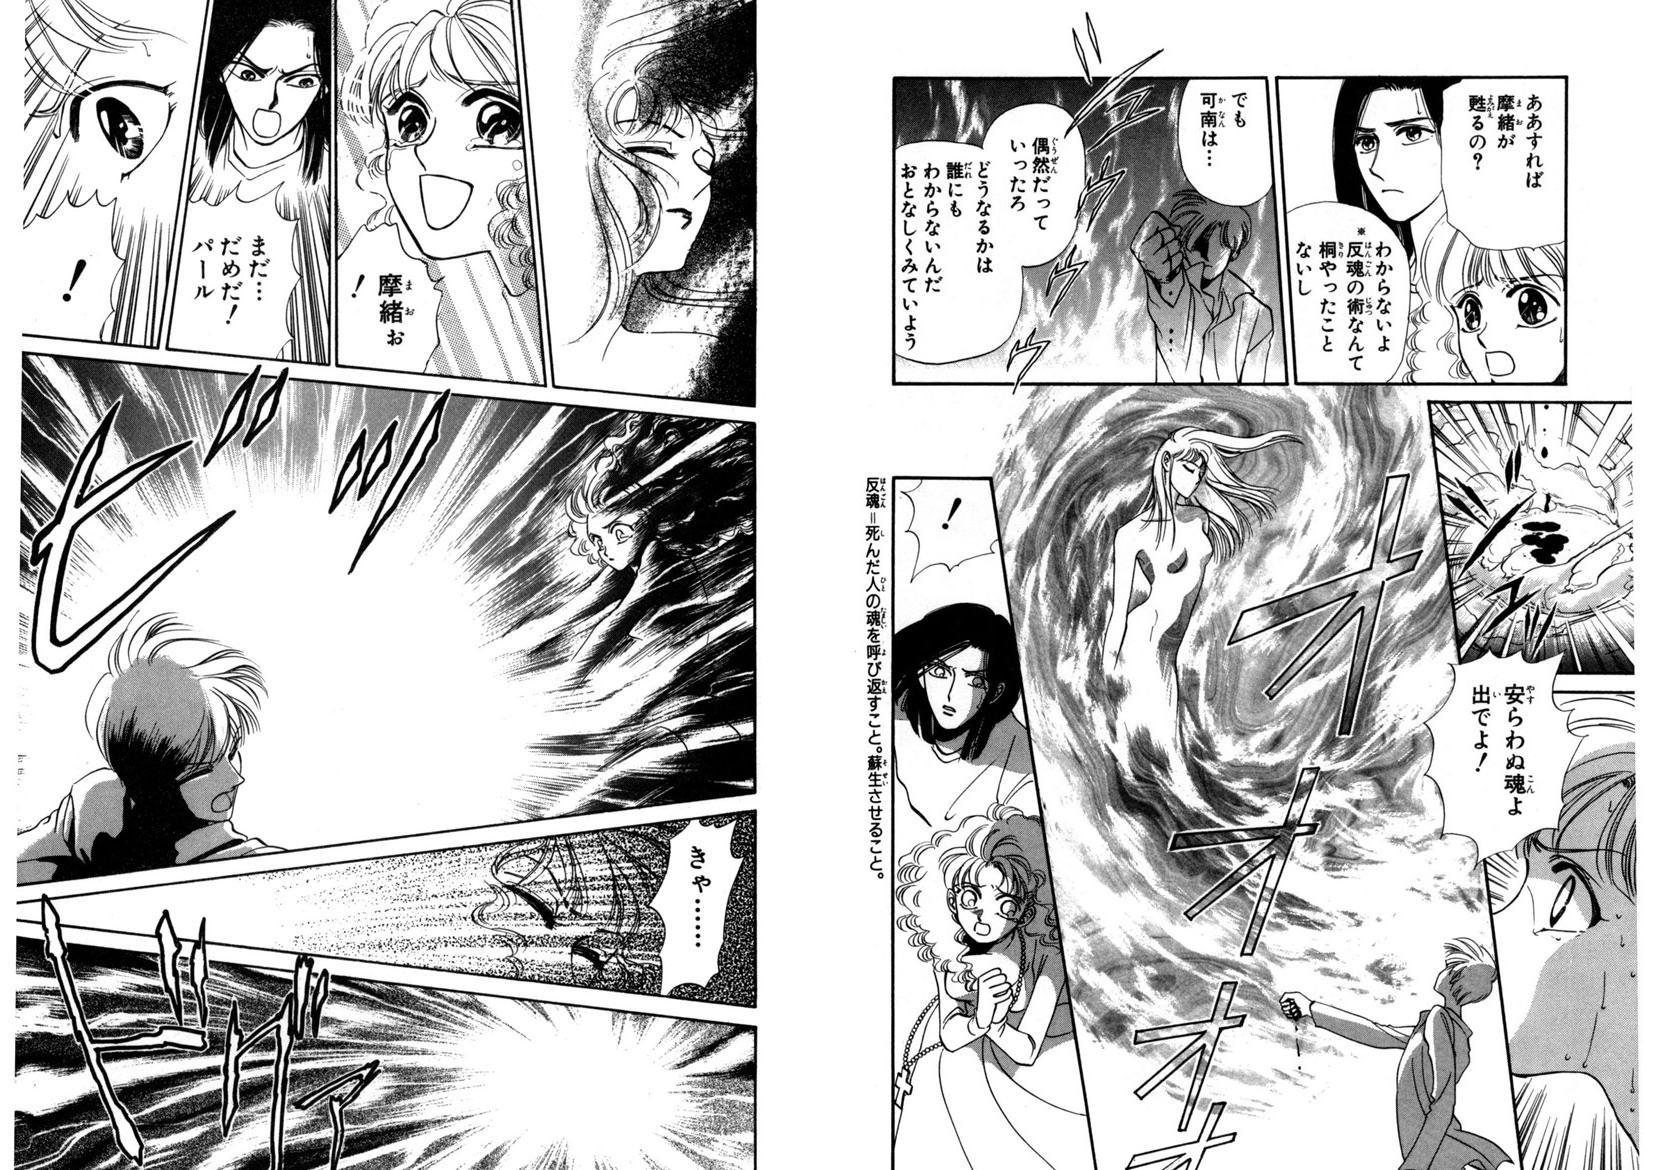 ああすれば
摩緒が
甦るの?
わからないよ
※反魂の術なんて
桐やったこと
ないし
でも
可南は…
偶然だって
いったろ
どうなるかは
誰にも
わからないんだ
おとなしくみていよう
…
…
安らわぬ魂よ
出でよ!
オオオオ
!
反魂=死んだ人の魂を呼び返すこと。蘇生させること。
摩緒ぉ
!
まだ…
だめだ!
パール
!
ビ
きゃ……